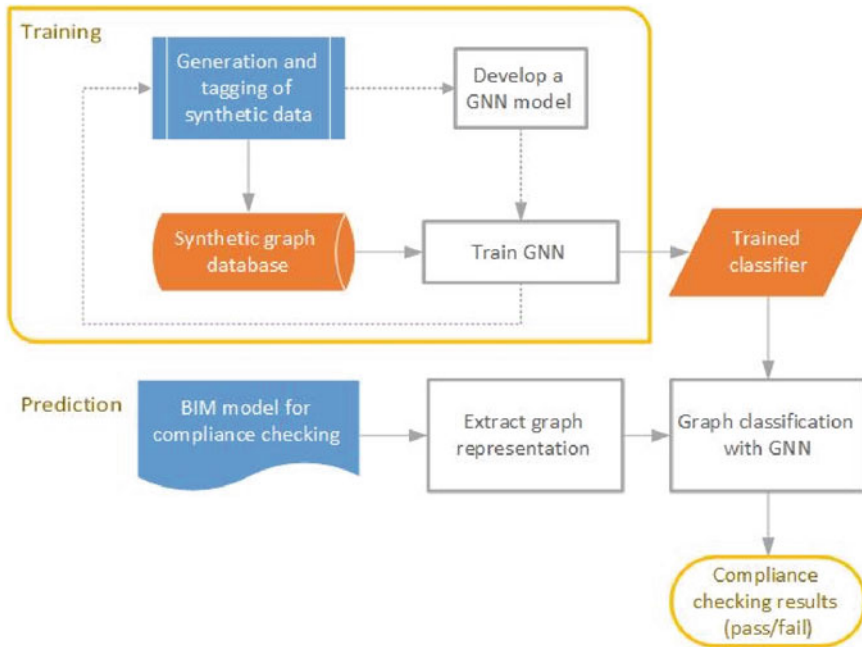 Training
Generation and
tagging of
synthetic data
Develop a
GNN model
Synthetic graph
database
Train GNN
Trained
classifier
Prediction
BIM model for
compliance checking
Extract graph
representation
Graph classification
with GNN
Compliance
checking results
(pass/fail)